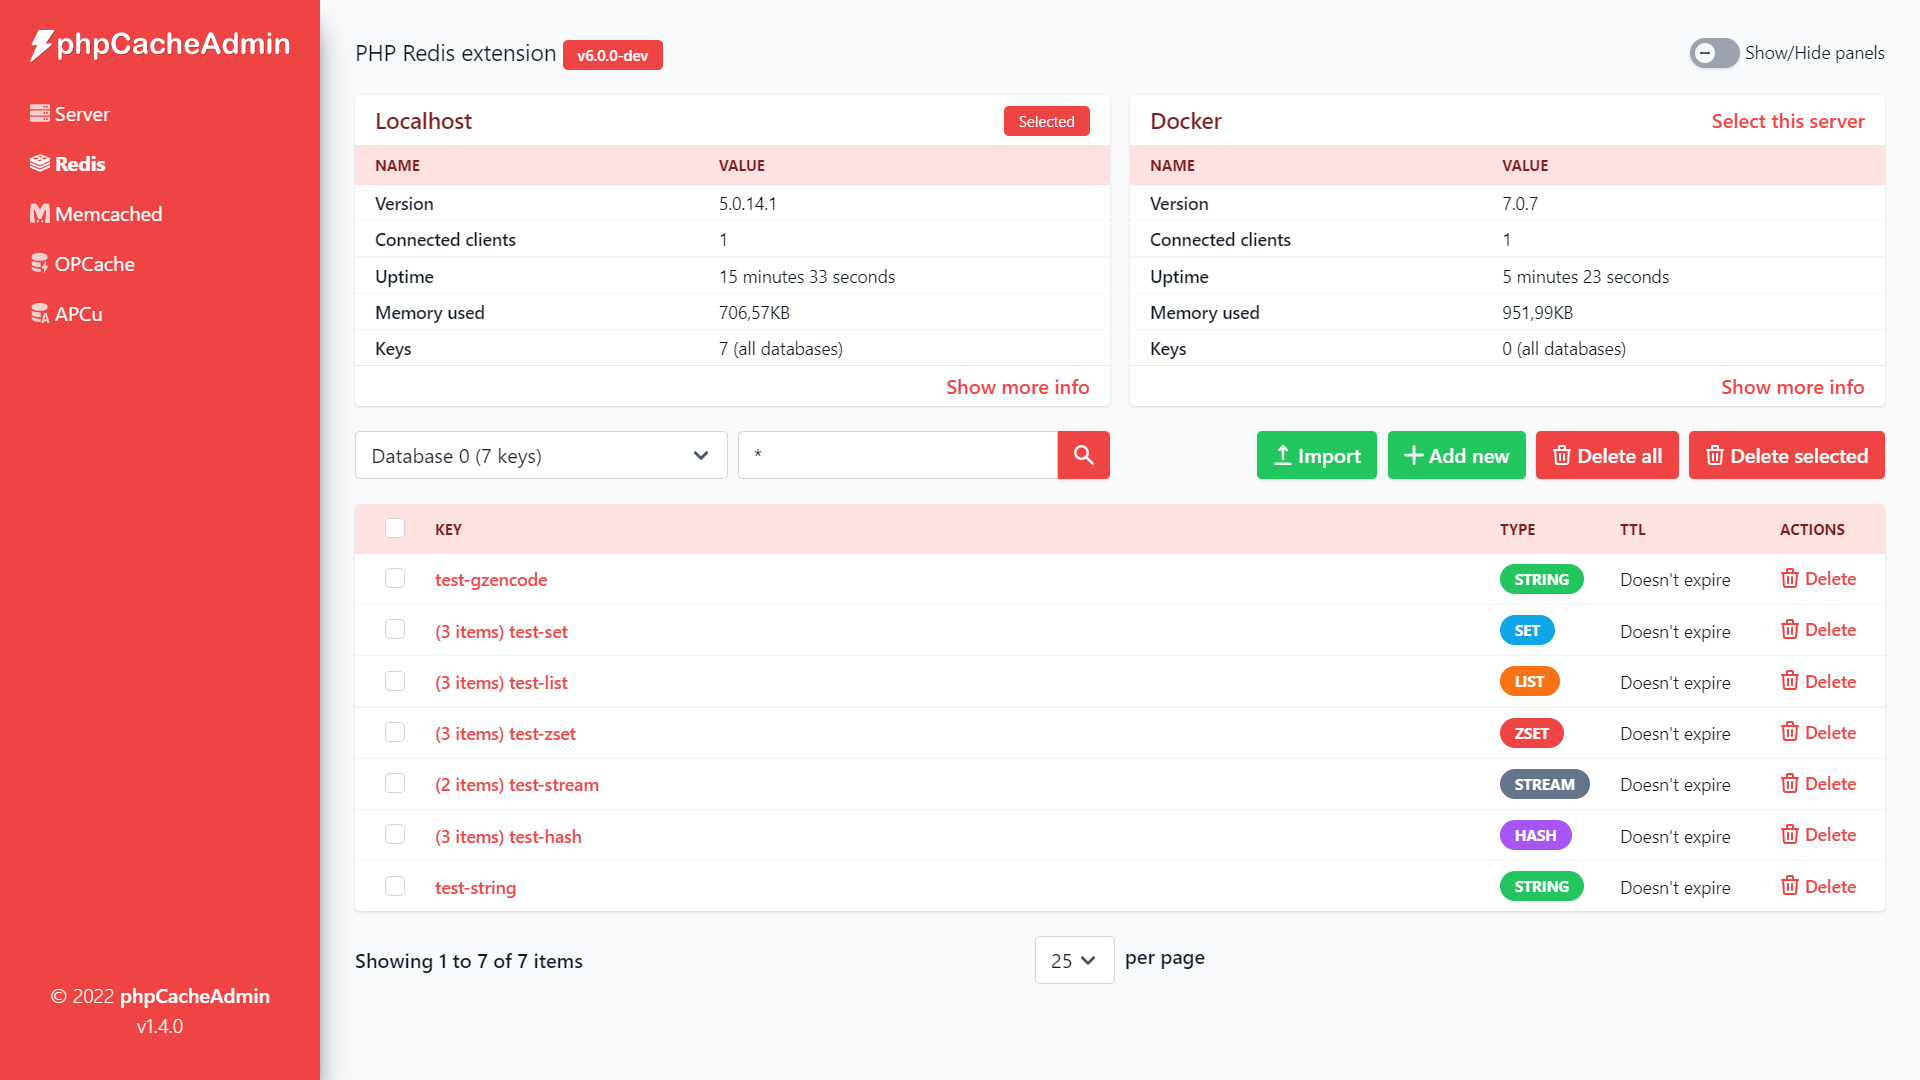 phpCacheAdmin
Server
Redis
Memcached
OPCache
APCu
© 2022 phpCacheAdmin
v1.4.0
PHP Redis extension v6.0.0-dev
Show/Hide panels
Localhost Selected
NAME VALUE
Version 5.0.14.1
Connected clients 1
Uptime 15 minutes 33 seconds
Memory used 706,57KB
Keys 7 (all databases)
Show more info
Docker Select this server
NAME VALUE
Version 7.0.7
Connected clients 1
Uptime 5 minutes 23 seconds
Memory used 951,99KB
Keys 0 (all databases)
Show more info
Database 0 (7 keys) * Import Add new Delete all Delete selected
KEY TYPE TTL ACTIONS
test-gzencode STRING Doesn't expire Delete
(3 items) test-set SET Doesn't expire Delete
(3 items) test-list LIST Doesn't expire Delete
(3 items) test-zset ZSET Doesn't expire Delete
(2 items) test-stream STREAM Doesn't expire Delete
(3 items) test-hash HASH Doesn't expire Delete
test-string STRING Doesn't expire Delete
Showing 1 to 7 of 7 items 25 per page